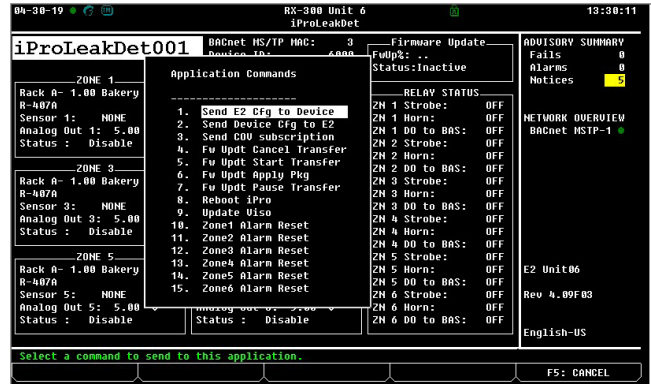 04-30-19
RX-300 Unit 6
13:30:11
iProLeakDet
iProLeakDet001
BACnet MS/TP MAC: 3
6000
Firmware Update
FwUp%: ..
Status:Inactive
ADVISORY SUMMARY
Fails 0
Alarms 0
Notices 5
NETWORK OVERVIEW
BACnet MSTP-1
E2 Unit06
Rev 4.09F03
English-US
ZONE 1
Rack A- 1.00 Bakery
R-407A
Sensor 1: NONE
Analog Out 1: 5.00
Status : Disable
ZONE 3
Rack A- 1.00 Bakery
R-407A
Sensor 3: NONE
Analog Out 3: 5.00
Status : Disable
ZONE 5
Rack A- 1.00 Bakery
R-407A
Sensor 5: NONE
Analog Out 5: 5.00
Status : Disable
Status : Disable
Application Commands
--------------------
1. Send E2 Cfg to Device
2. Send Device Cfg to E2
3. Send COV subscription
4. Fw Updt Cancel Transfer
5. Fw Updt Start Transfer
6. Fw Updt Apply Pkg
7. Fw Updt Pause Transfer
8. Reboot iPro
9. Update Viso
10. Zone1 Alarm Reset
11. Zone2 Alarm Reset
12. Zone3 Alarm Reset
13. Zone4 Alarm Reset
14. Zone5 Alarm Reset
15. Zone6 Alarm Reset
RELAY STATUS
ZN 1 Strobe: OFF
ZN 1 Horn: OFF
ZN 1 DO to BAS: OFF
ZN 2 Strobe: OFF
ZN 2 Horn: OFF
ZN 2 DO to BAS: OFF
ZN 3 Strobe: OFF
ZN 3 Horn: OFF
ZN 3 DO to BAS: OFF
ZN 4 Strobe: OFF
ZN 4 Horn: OFF
ZN 4 DO to BAS: OFF
ZN 5 Strobe: OFF
ZN 5 Horn: OFF
ZN 5 DO to BAS: OFF
ZN 6 Strobe: OFF
ZN 6 Horn: OFF
ZN 6 DO to BAS: OFF
Select a command to send to this application.
F5: CANCEL